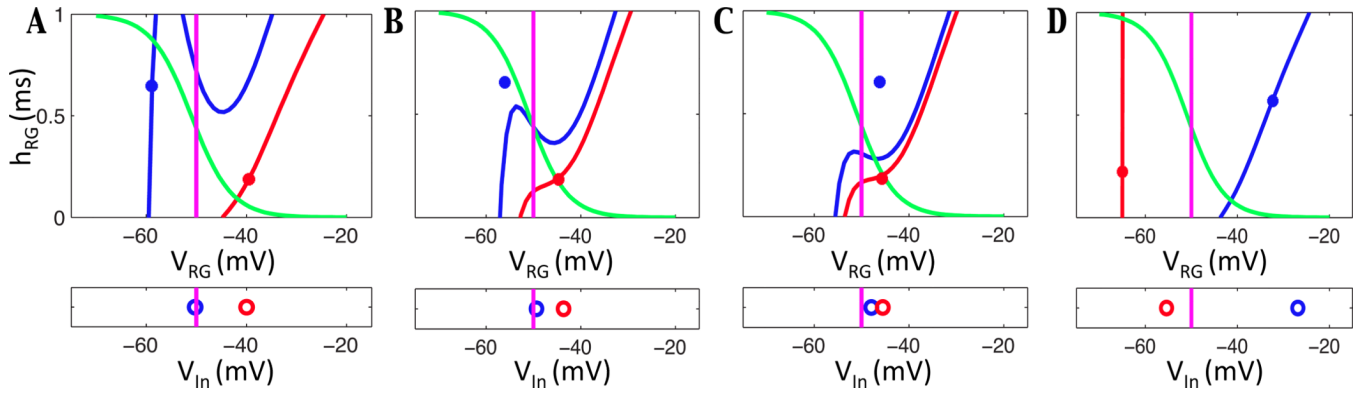 A B C D
1
0.5
0
h_RG (ms)
−60 −40 −20 −60 −40 −20 −60 −40 −20 −60 −40 −20
V_RG (mV) V_RG (mV) V_RG (mV) V_RG (mV)
−60 −40 −20 −60 −40 −20 −60 −40 −20 −60 −40 −20
V_In (mV) V_In (mV) V_In (mV) V_In (mV)